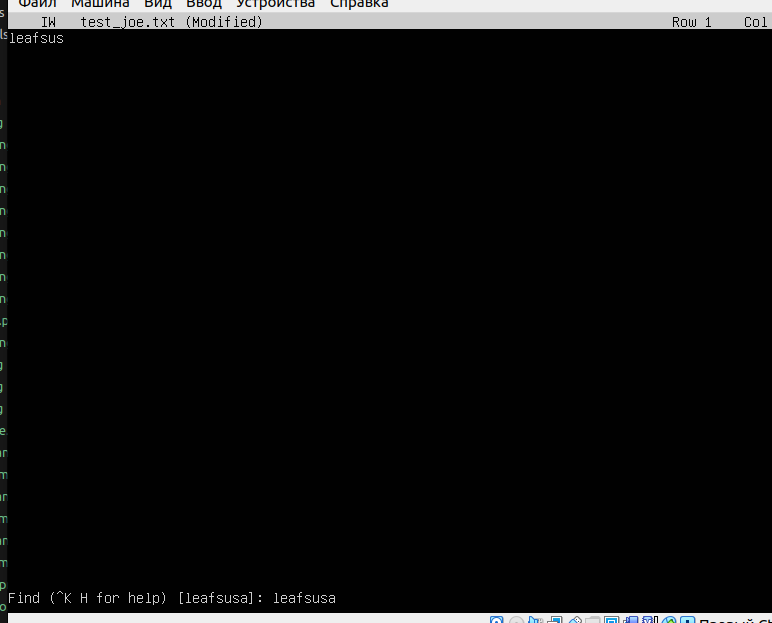 Файл Машина Вид Ввод Устройства Справка
IW test_joe.txt (Modified) Row 1 Col
leafsus
Find (^K H for help) [leafsusa]: leafsusa